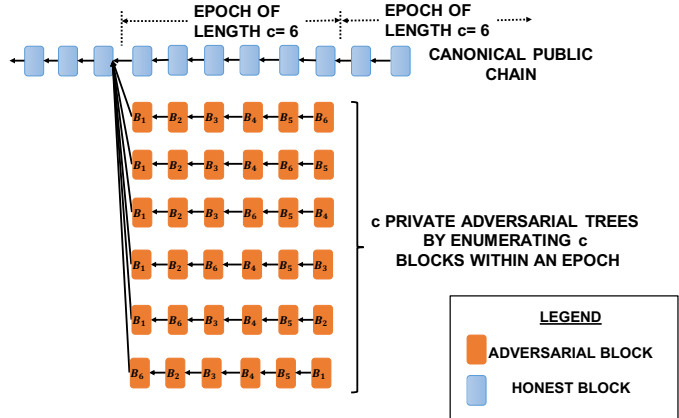 EPOCH OF
LENGTH c= 6
EPOCH OF
LENGTH c= 6
CANONICAL PUBLIC
CHAIN
B1 B2 B3 B4 B5 B6
B1 B2 B3 B4 B6 B5
B1 B2 B3 B6 B5 B4
B1 B2 B6 B4 B5 B3
B1 B6 B3 B4 B5 B2
B6 B2 B3 B4 B5 B1
c PRIVATE ADVERSARIAL TREES
BY ENUMERATING c
BLOCKS WITHIN AN EPOCH
LEGEND
ADVERSARIAL BLOCK
HONEST BLOCK